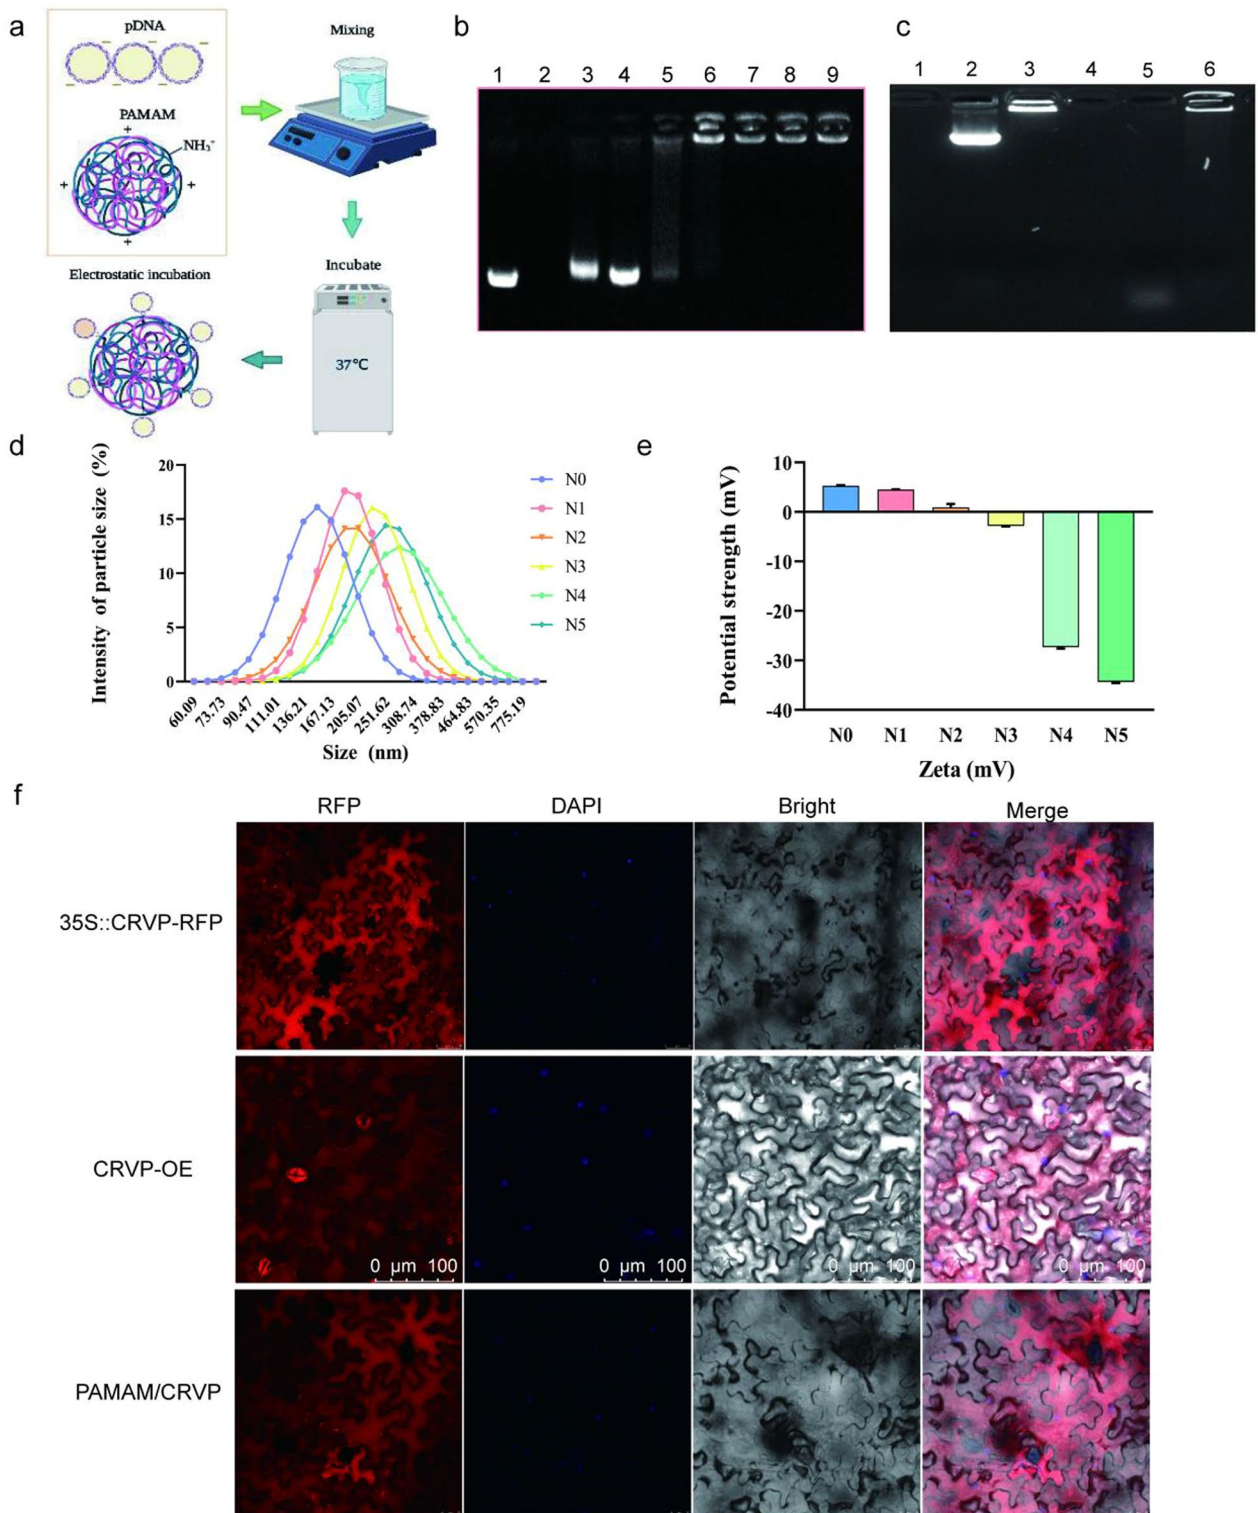 a
pDNA
PAMAM
+
NH₃⁺
+
+
+
Electrostatic incubation
Mixing
Incubate
37℃
b
1 2 3 4 5 6 7 8 9
c
1 2 3 4 5 6
d
Intensity of particle size (%)
20
15
10
5
0
60.09 73.73 90.47 111.01 136.21 167.13 205.07 251.62 308.74 378.83 464.83 570.35 775.19
Size (nm)
N0
N1
N2
N3
N4
N5
e
Potential strength (mV)
10
0
-10
-20
-30
-40
N0 N1 N2 N3 N4 N5
Zeta (mV)
f
RFP DAPI Bright Merge
35S::CRVP-RFP
CRVP-OE
0 µm 100 0 µm 100 0 µm 100 0 µm 100
PAMAM/CRVP